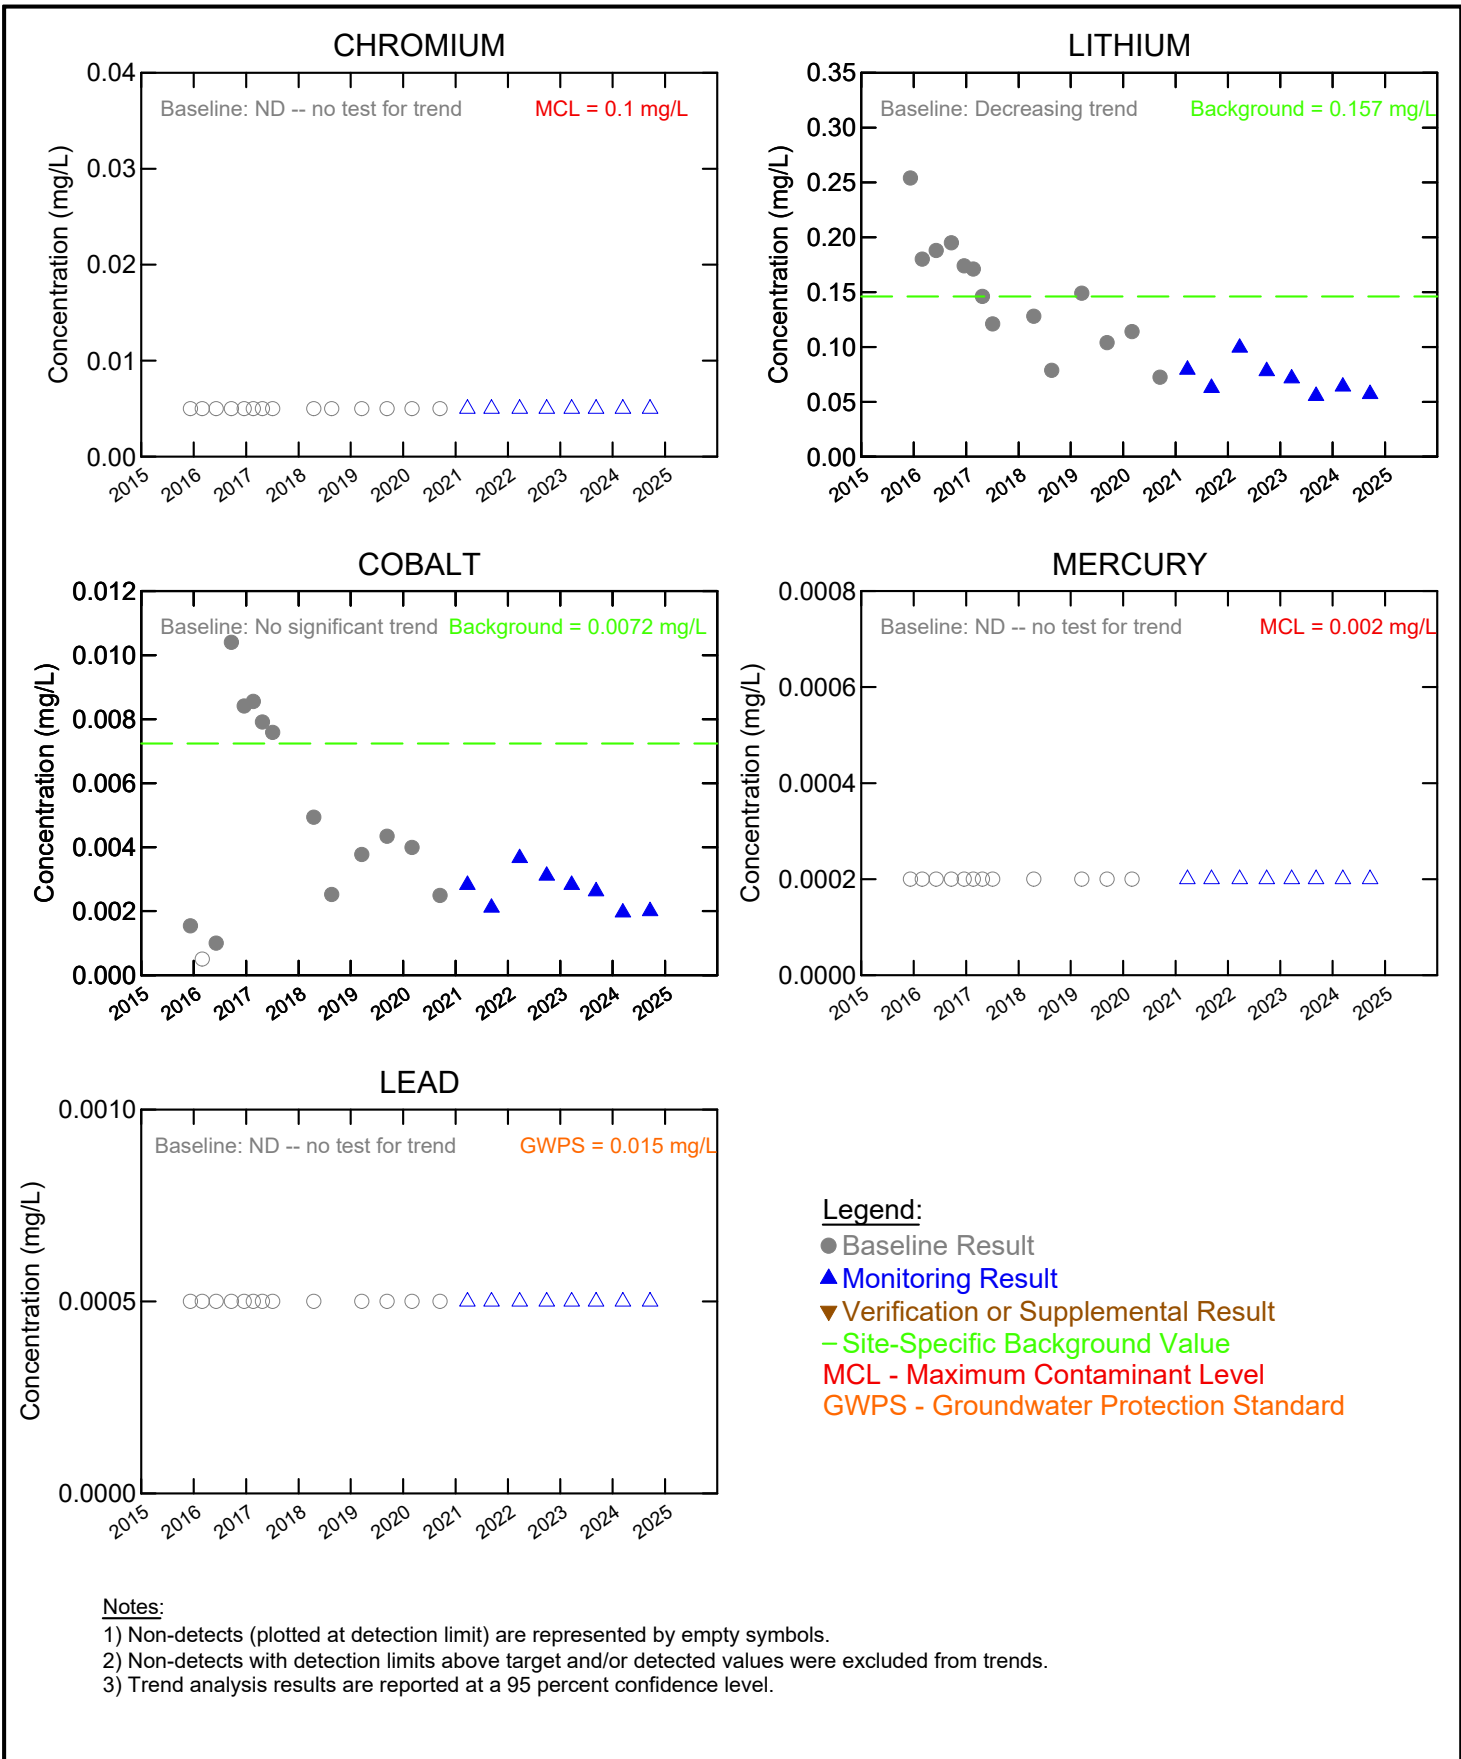 CHROMIUM
Baseline: ND -- no test for trend
MCL = 0.1 mg/L
Concentration (mg/L)
0.04
0.03
0.02
0.01
0.00
2015 2016 2017 2018 2019 2020 2021 2022 2023 2024 2025
LITHIUM
Baseline: Decreasing trend
Background = 0.157 mg/L
Concentration (mg/L)
0.35
0.30
0.25
0.20
0.15
0.10
0.05
0.00
2015 2016 2017 2018 2019 2020 2021 2022 2023 2024 2025
COBALT
Baseline: No significant trend
Background = 0.0072 mg/L
Concentration (mg/L)
0.012
0.010
0.008
0.006
0.004
0.002
0.000
2015 2016 2017 2018 2019 2020 2021 2022 2023 2024 2025
MERCURY
Baseline: ND -- no test for trend
MCL = 0.002 mg/L
Concentration (mg/L)
0.0008
0.0006
0.0004
0.0002
0.0000
2015 2016 2017 2018 2019 2020 2021 2022 2023 2024 2025
LEAD
Baseline: ND -- no test for trend
GWPS = 0.015 mg/L
Concentration (mg/L)
0.0010
0.0005
0.0000
2015 2016 2017 2018 2019 2020 2021 2022 2023 2024 2025
Legend:
Baseline Result
Monitoring Result
Verification or Supplemental Result
Site-Specific Background Value
MCL - Maximum Contaminant Level
GWPS - Groundwater Protection Standard
Notes:
1) Non-detects (plotted at detection limit) are represented by empty symbols.
2) Non-detects with detection limits above target and/or detected values were excluded from trends.
3) Trend analysis results are reported at a 95 percent confidence level.